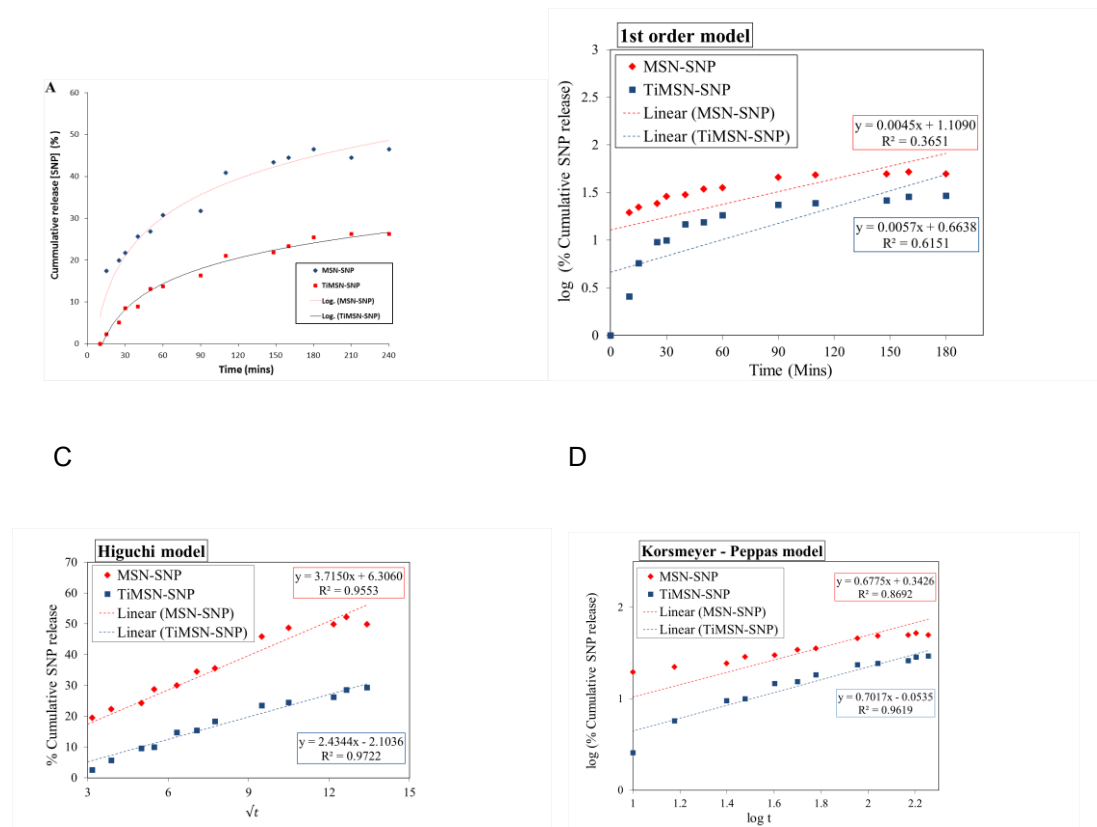 A
Cummulative release [SNP] (%)
60
50
40
30
20
10
0
MSN-SNP
TiMSN-SNP
Log. (MSN-SNP)
Log. (TiMSN-SNP)
0 30 60 90 120 150 180 210 240
Time (mins)
1st order model
log (% Cumulative SNP release)
3
2.5
2
1.5
1
0.5
0
MSN-SNP
TiMSN-SNP
Linear (MSN-SNP)
Linear (TiMSN-SNP)
y = 0.0045x + 1.1090
R² = 0.3651
y = 0.0057x + 0.6638
R² = 0.6151
0 30 60 90 120 150 180
Time (Mins)
C
D
Higuchi model
% Cumulative SNP release
70
60
50
40
30
20
10
0
MSN-SNP
TiMSN-SNP
Linear (MSN-SNP)
Linear (TiMSN-SNP)
y = 3.7150x + 6.3060
R² = 0.9553
y = 2.4344x - 2.1036
R² = 0.9722
3 6 9 12 15
√t
Korsmeyer - Peppas model
log (% Cumulative SNP release)
2
1
0
MSN-SNP
TiMSN-SNP
Linear (MSN-SNP)
Linear (TiMSN-SNP)
y = 0.6775x + 0.3426
R² = 0.8692
y = 0.7017x - 0.0535
R² = 0.9619
1 1.2 1.4 1.6 1.8 2 2.2
log t